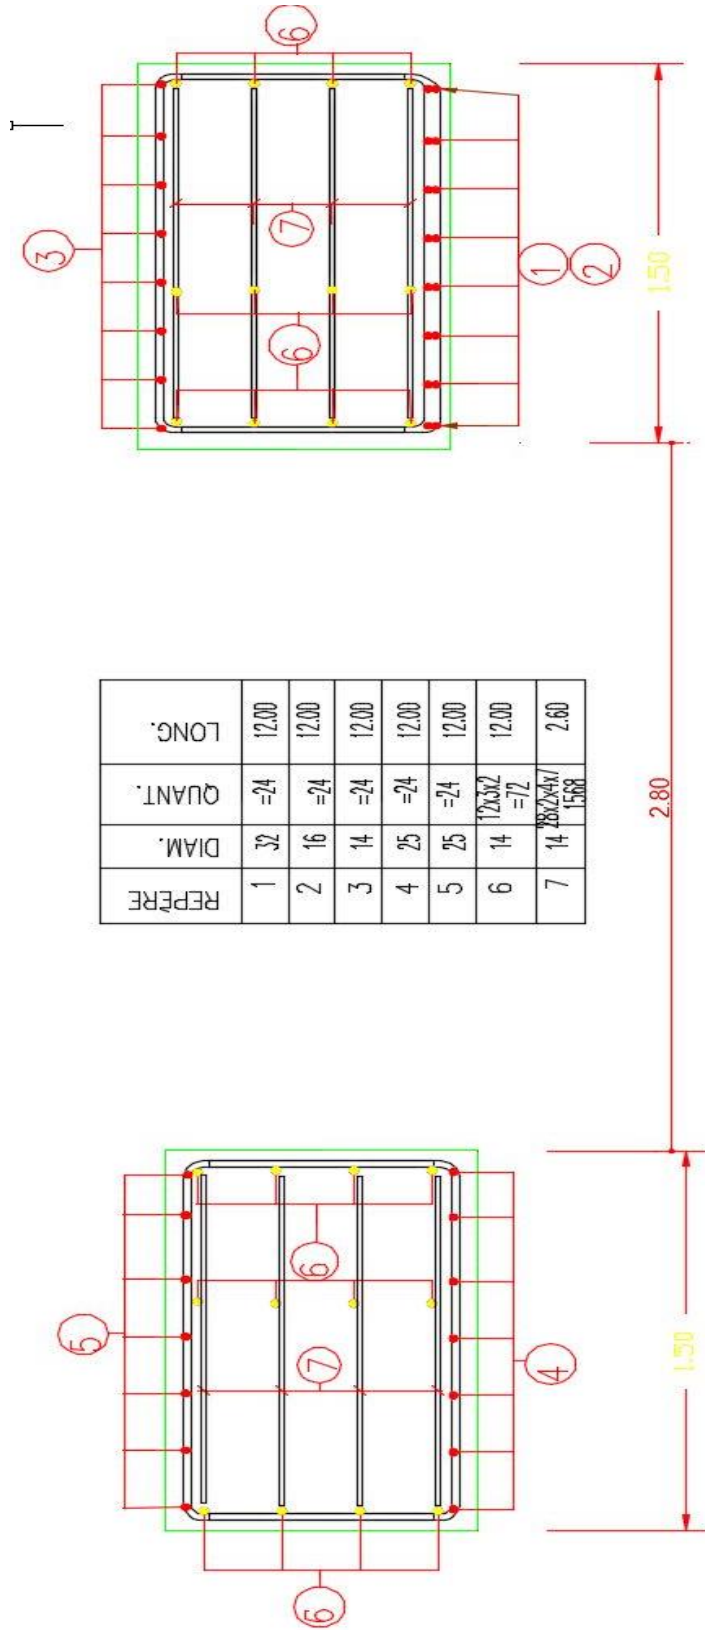 6
3
7
1
2
6
1.50
REPÈRE DIAM. QUANT. LONG.
1 32 =24 12.00
2 16 =24 12.00
3 14 =24 12.00
4 25 =24 12.00
5 25 =24 12.00
6 14 12x3x2 12.00
=72
7 14 28x2x4x7 2.60
1568
2.80
6
5
7
4
1.50
6